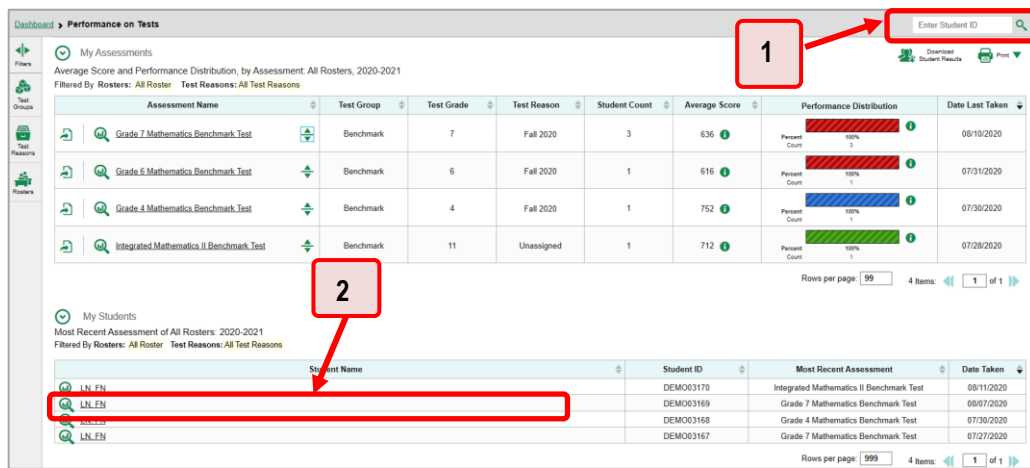 Dashboard > Performance on Tests
Enter Student ID
1
Filters
Test Groups
Test Reasons
Rosters
My Assessments
Download Student Results
Print
Average Score and Performance Distribution, by Assessment: All Rosters, 2020-2021
Filtered By Rosters: All Roster Test Reasons: All Test Reasons
Assessment Name Test Group Test Grade Test Reason Student Count Average Score Performance Distribution Date Last Taken
Grade 7 Mathematics Benchmark Test Benchmark 7 Fall 2020 3 636 Percent 100% Count 3 08/10/2020
Grade 6 Mathematics Benchmark Test Benchmark 6 Fall 2020 1 616 Percent 100% Count 1 07/31/2020
Grade 4 Mathematics Benchmark Test Benchmark 4 Fall 2020 1 752 Percent 100% Count 1 07/30/2020
Integrated Mathematics II Benchmark Test Benchmark 11 Unassigned 1 712 Percent 100% Count 1 07/28/2020
Rows per page: 99 4 Items: 1 of 1
2
My Students
Most Recent Assessment of All Rosters: 2020-2021
Filtered By Rosters: All Roster Test Reasons: All Test Reasons
Student Name Student ID Most Recent Assessment Date Taken
LN, FN DEMO03170 Integrated Mathematics II Benchmark Test 08/11/2020
LN, FN DEMO03169 Grade 7 Mathematics Benchmark Test 08/07/2020
DEMO03168 Grade 4 Mathematics Benchmark Test 07/30/2020
LN, FN DEMO03167 Grade 7 Mathematics Benchmark Test 07/27/2020
Rows per page: 999 4 Items: 1 of 1